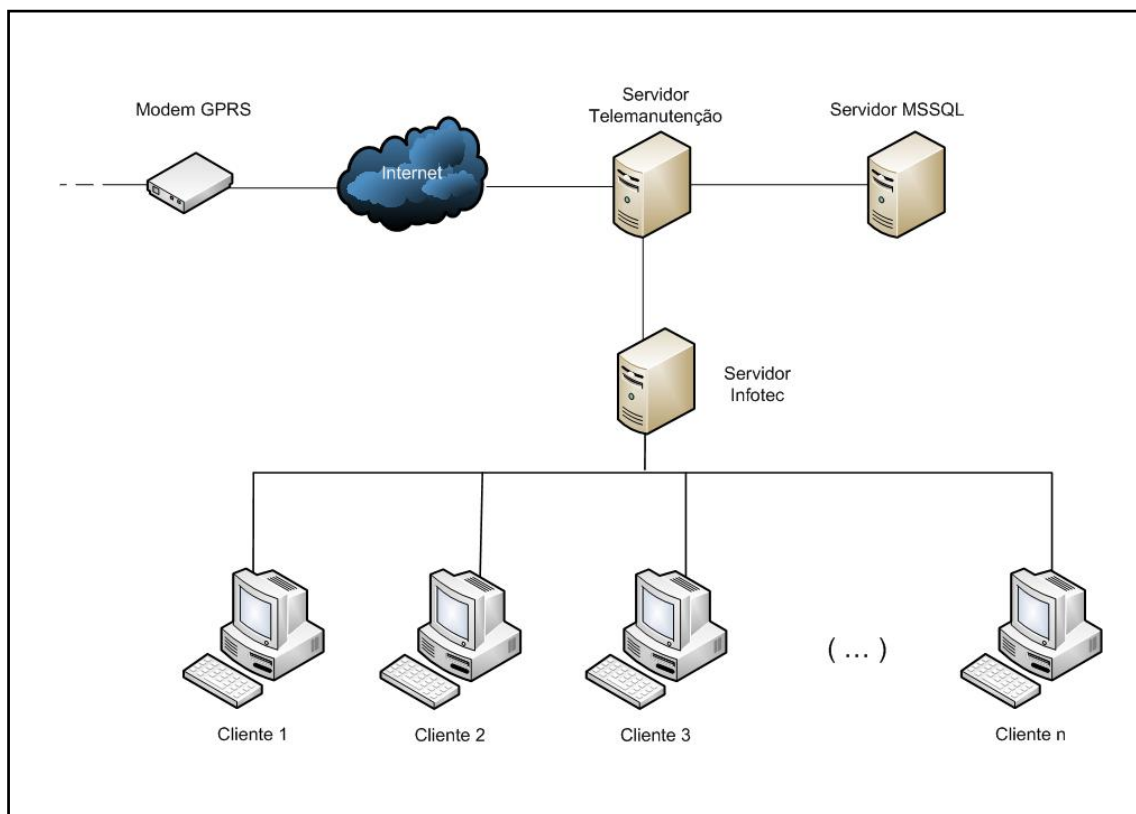 Modem GPRS
Internet
Servidor
Telemanutenção
Servidor MSSQL
Servidor
Infotec
( ... )
Cliente 1
Cliente 2
Cliente 3
Cliente n